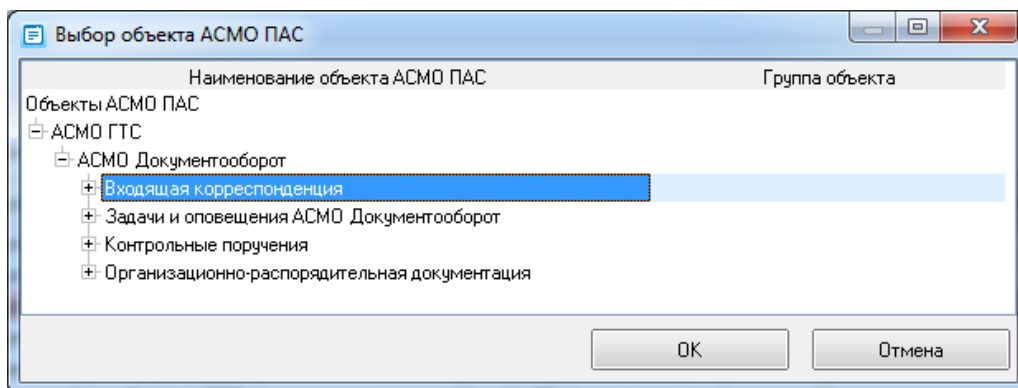 Выбор объекта АСМО ПАС
Наименование объекта АСМО ПАС Группа объекта
Объекты АСМО ПАС
АСМО ГТС
АСМО Документооборот
Входящая корреспонденция
Задачи и оповещения АСМО Документооборот
Контрольные поручения
Организационно-распорядительная документация
OK Отмена